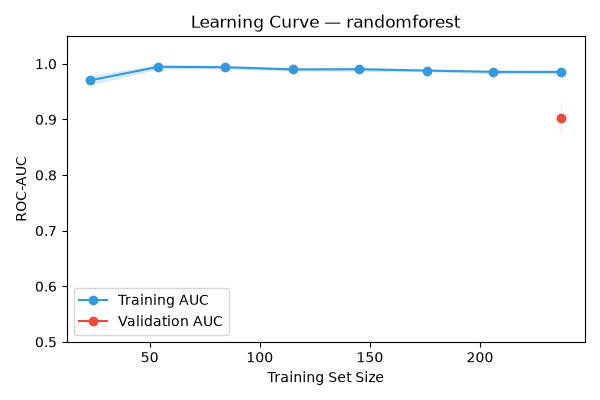 Learning Curve — randomforest
ROC-AUC
1.0
0.9
0.8
0.7
0.6
0.5
Training AUC
Validation AUC
50
100
150
200
Training Set Size